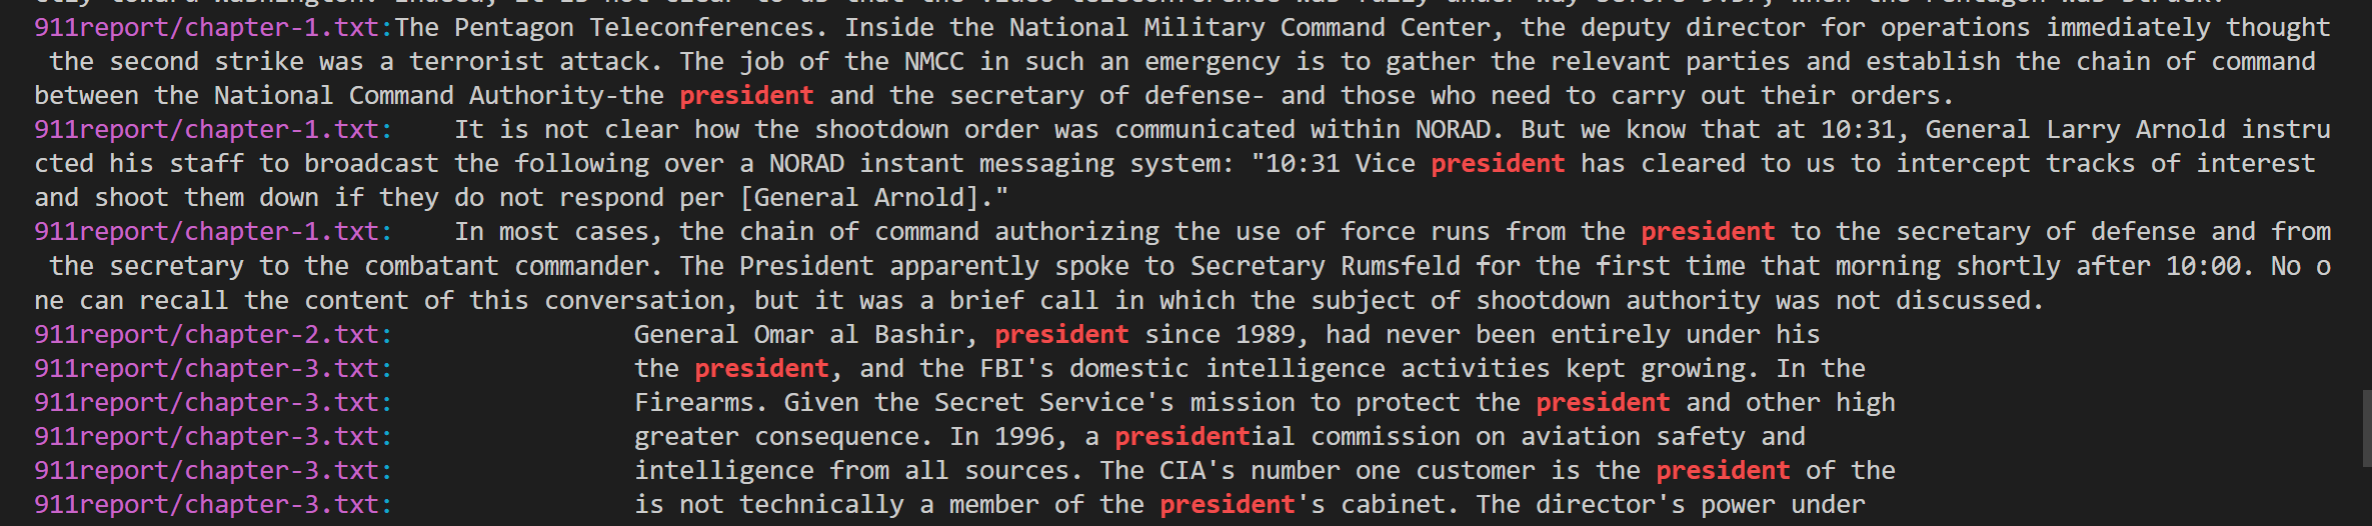 911report/chapter-1.txt:The Pentagon Teleconferences. Inside the National Military Command Center, the deputy director for operations immediately thought
 the second strike was a terrorist attack. The job of the NMCC in such an emergency is to gather the relevant parties and establish the chain of command
between the National Command Authority-the president and the secretary of defense- and those who need to carry out their orders.
911report/chapter-1.txt:    It is not clear how the shootdown order was communicated within NORAD. But we know that at 10:31, General Larry Arnold instru
cted his staff to broadcast the following over a NORAD instant messaging system: "10:31 Vice president has cleared to us to intercept tracks of interest
and shoot them down if they do not respond per [General Arnold]."
911report/chapter-1.txt:    In most cases, the chain of command authorizing the use of force runs from the president to the secretary of defense and from
 the secretary to the combatant commander. The President apparently spoke to Secretary Rumsfeld for the first time that morning shortly after 10:00. No o
ne can recall the content of this conversation, but it was a brief call in which the subject of shootdown authority was not discussed.
911report/chapter-2.txt:                General Omar al Bashir, president since 1989, had never been entirely under his
911report/chapter-3.txt:                the president, and the FBI's domestic intelligence activities kept growing. In the
911report/chapter-3.txt:                Firearms. Given the Secret Service's mission to protect the president and other high
911report/chapter-3.txt:                greater consequence. In 1996, a presidential commission on aviation safety and
911report/chapter-3.txt:                intelligence from all sources. The CIA's number one customer is the president of the
911report/chapter-3.txt:                is not technically a member of the president's cabinet. The director's power under